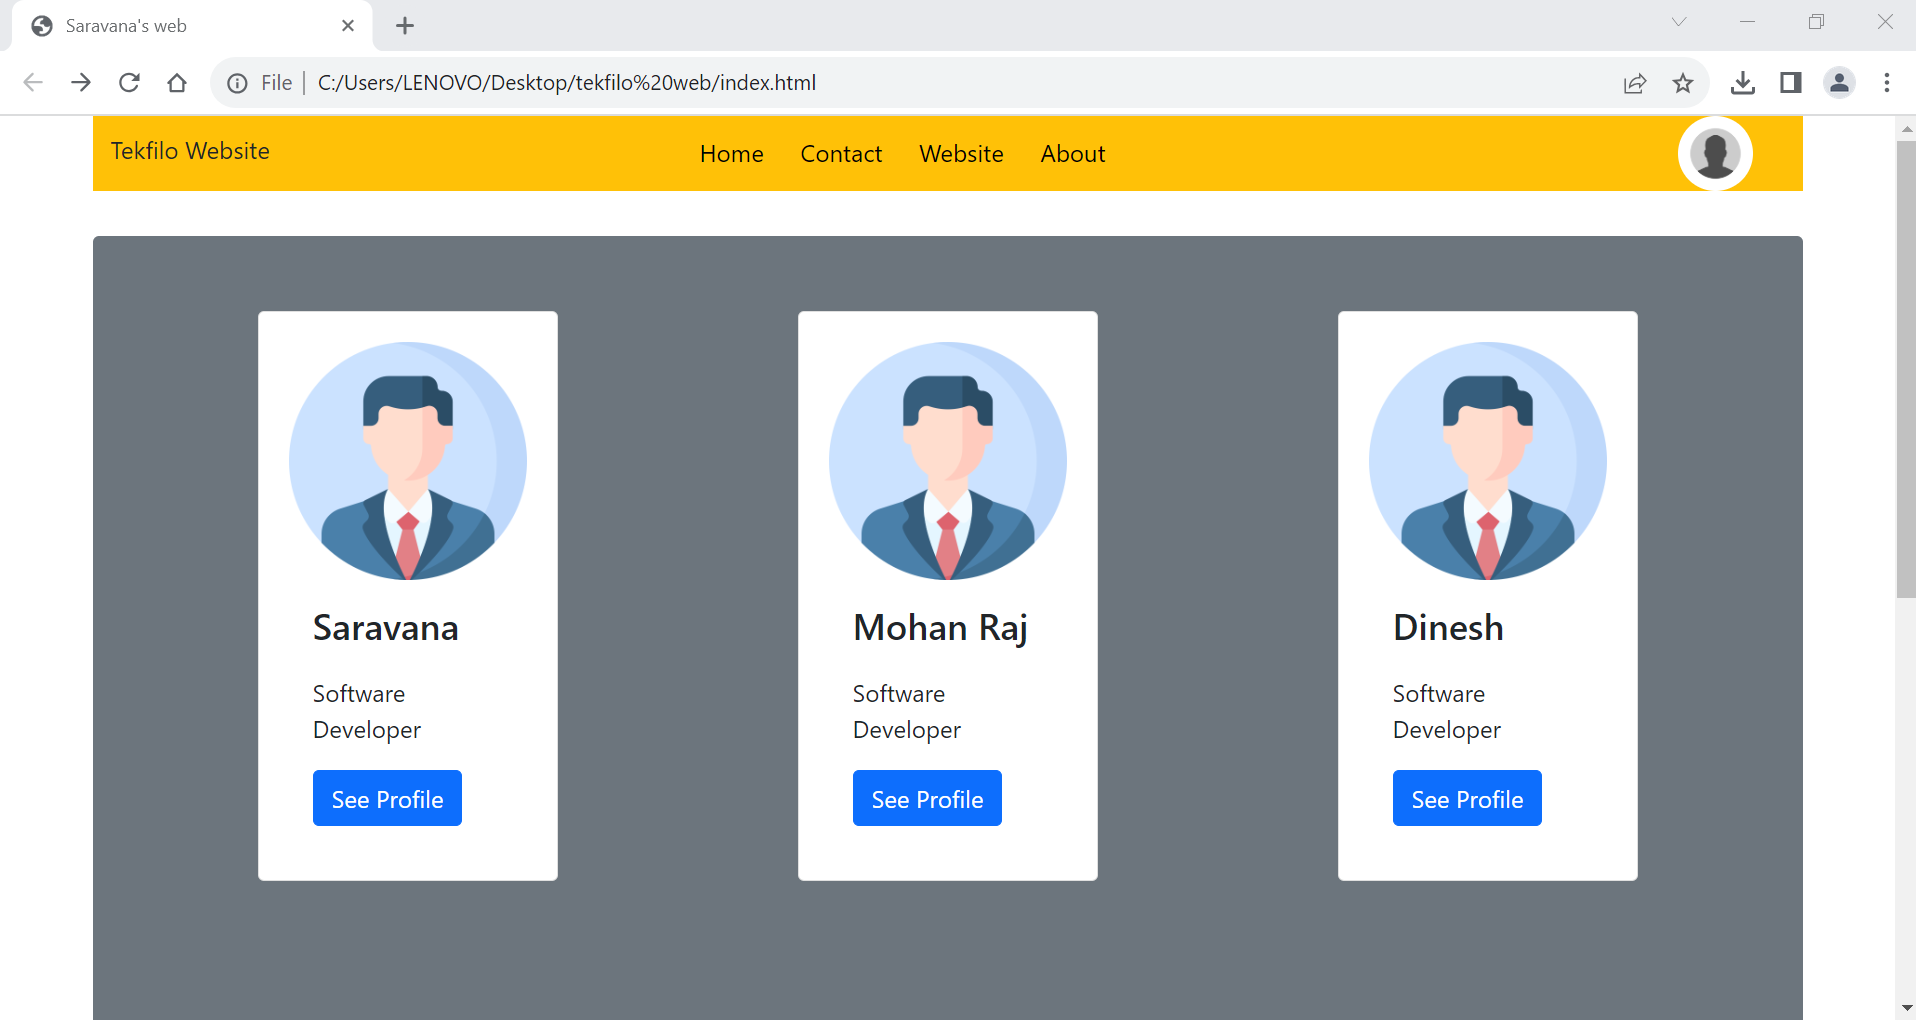 Saravana's web
File
C:/Users/LENOVO/Desktop/tekfilo%20web/index.html
Tekfilo Website
Home
Contact
Website
About
Saravana
Software
Developer
See Profile
Mohan Raj
Software
Developer
See Profile
Dinesh
Software
Developer
See Profile